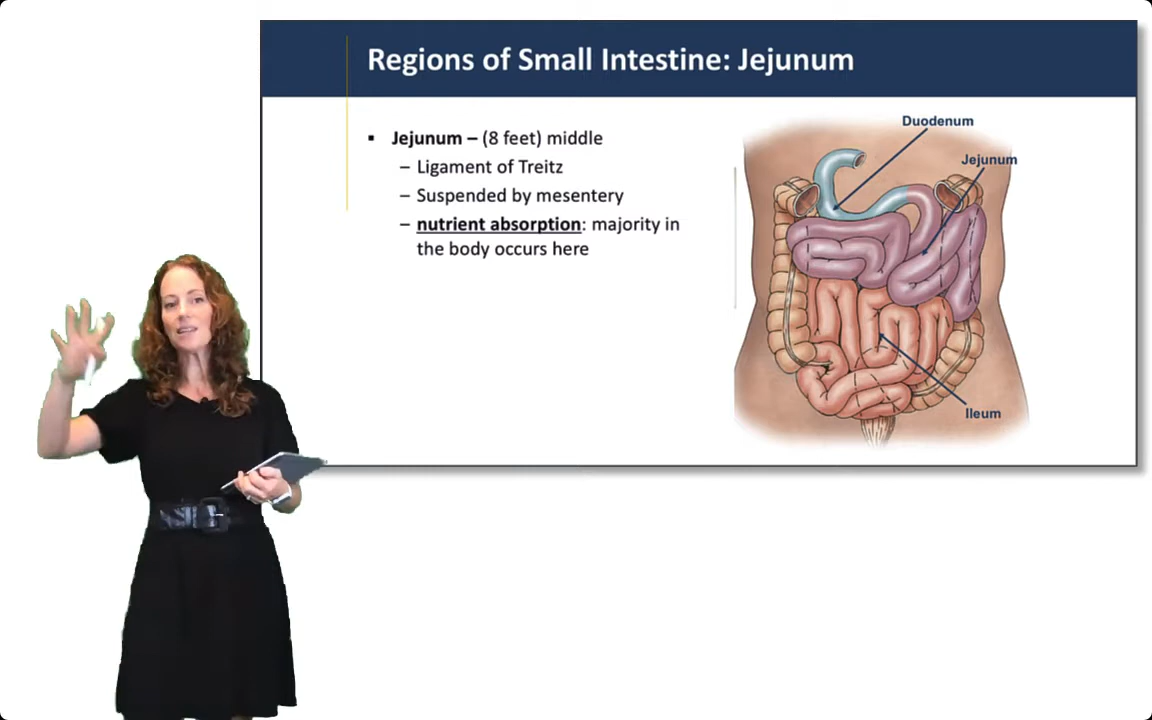 Regions of Small Intestine: Jejunum
▪ Jejunum – (8 feet) middle
– Ligament of Treitz
– Suspended by mesentery
– nutrient absorption: majority in
the body occurs here
Duodenum
Jejunum
Ileum